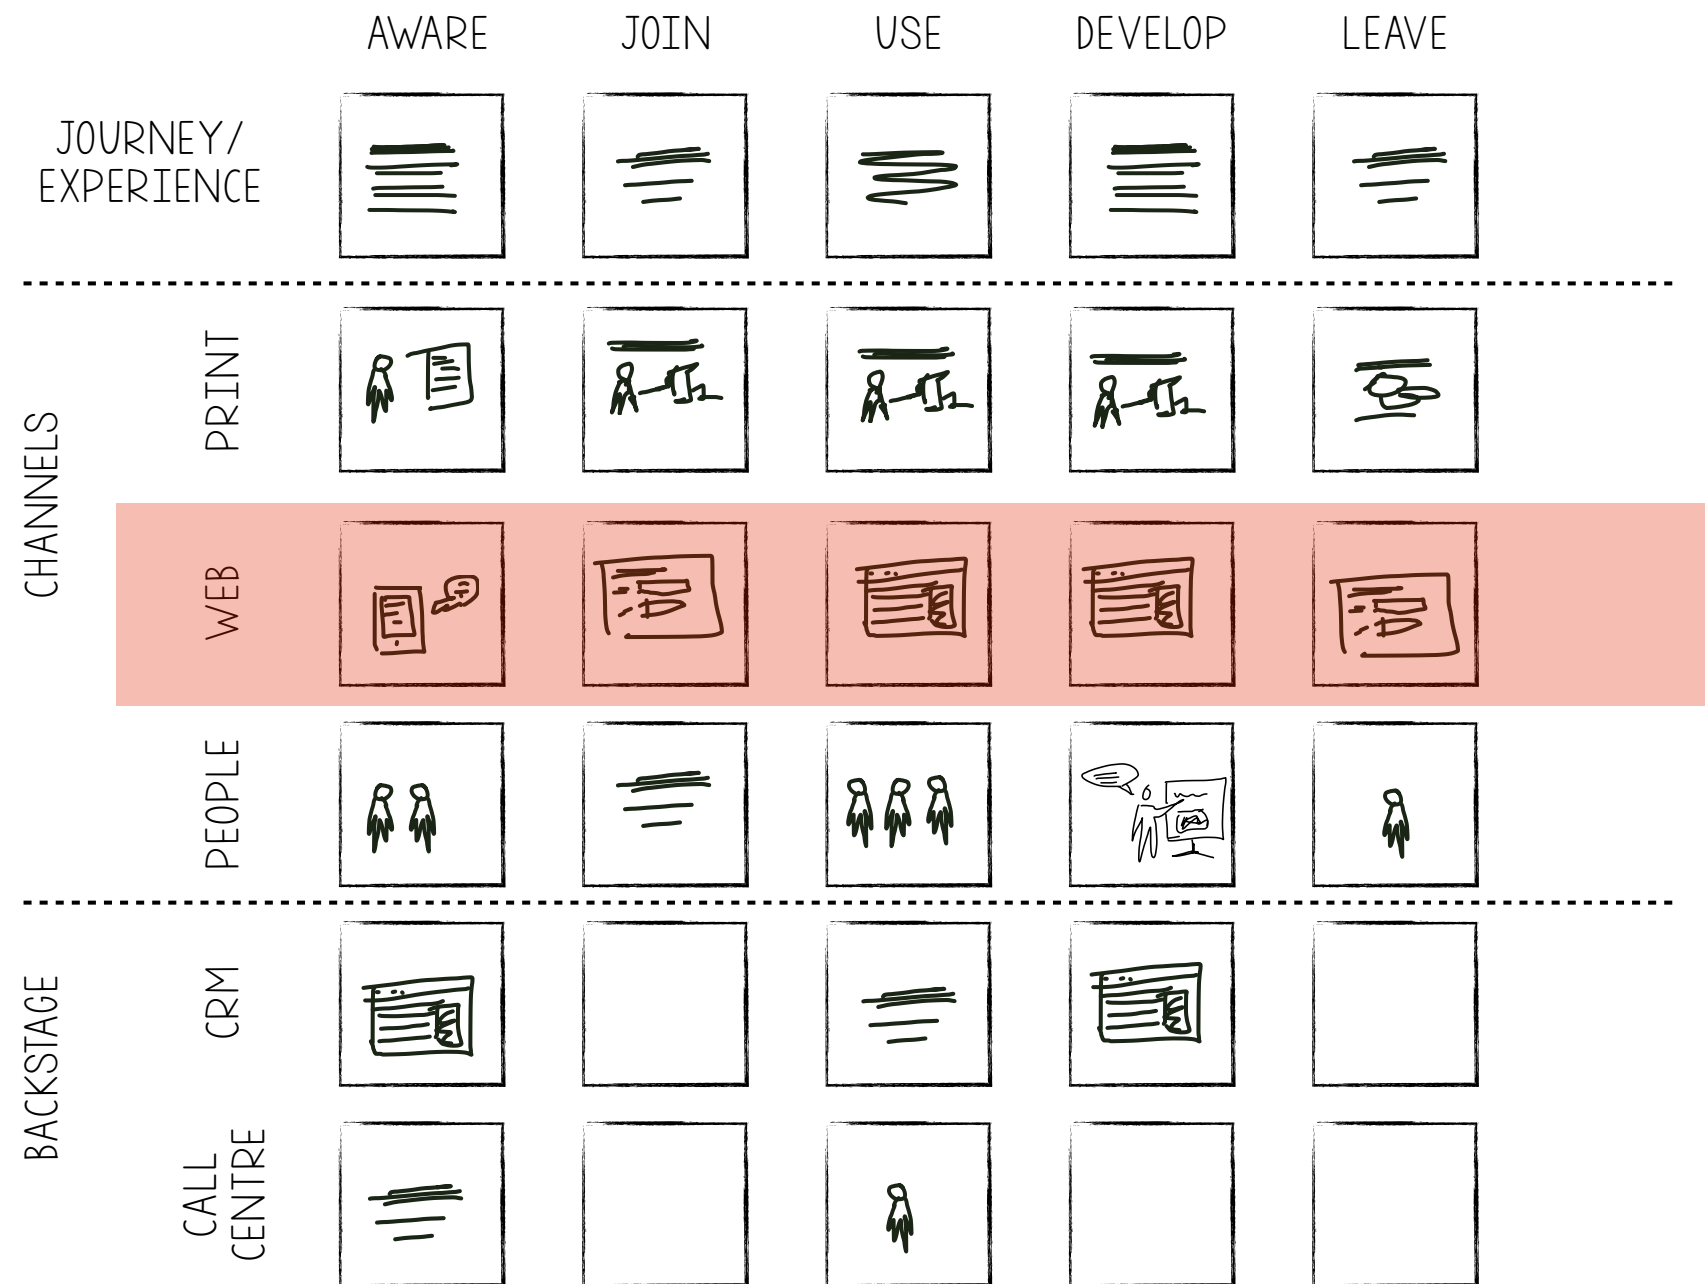 AWARE JOIN USE DEVELOP LEAVE
JOURNEY/
EXPERIENCE
CHANNELS
PRINT
WEB
PEOPLE
BACKSTAGE
CRM
CALL
CENTRE